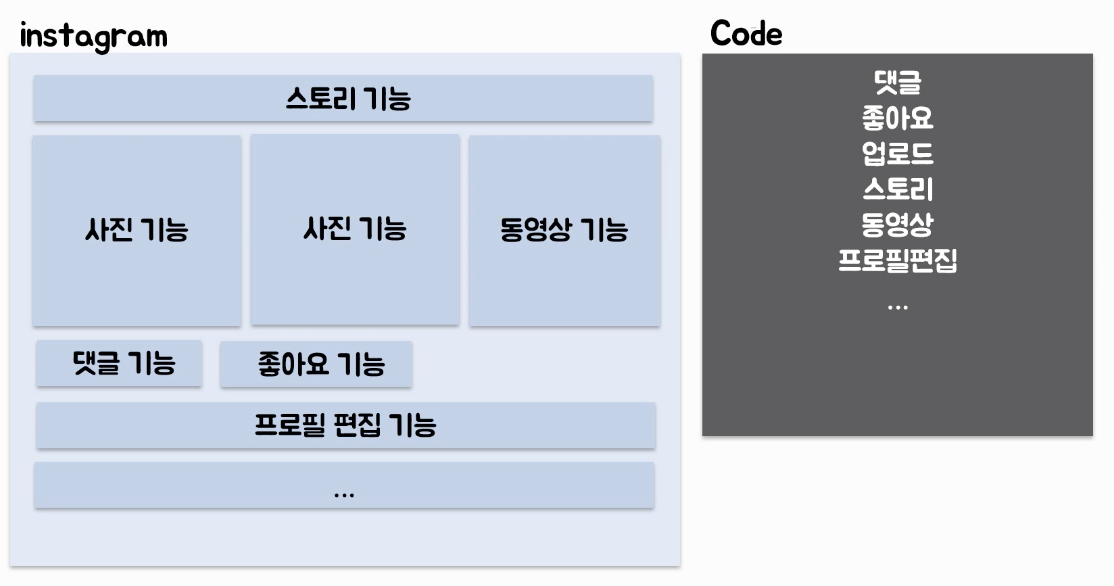 instagram
스토리 기능
사진 기능
사진 기능
동영상 기능
댓글 기능
좋아요 기능
프로필 편집 기능
...
Code
댓글
좋아요
업로드
스토리
동영상
프로필편집
...